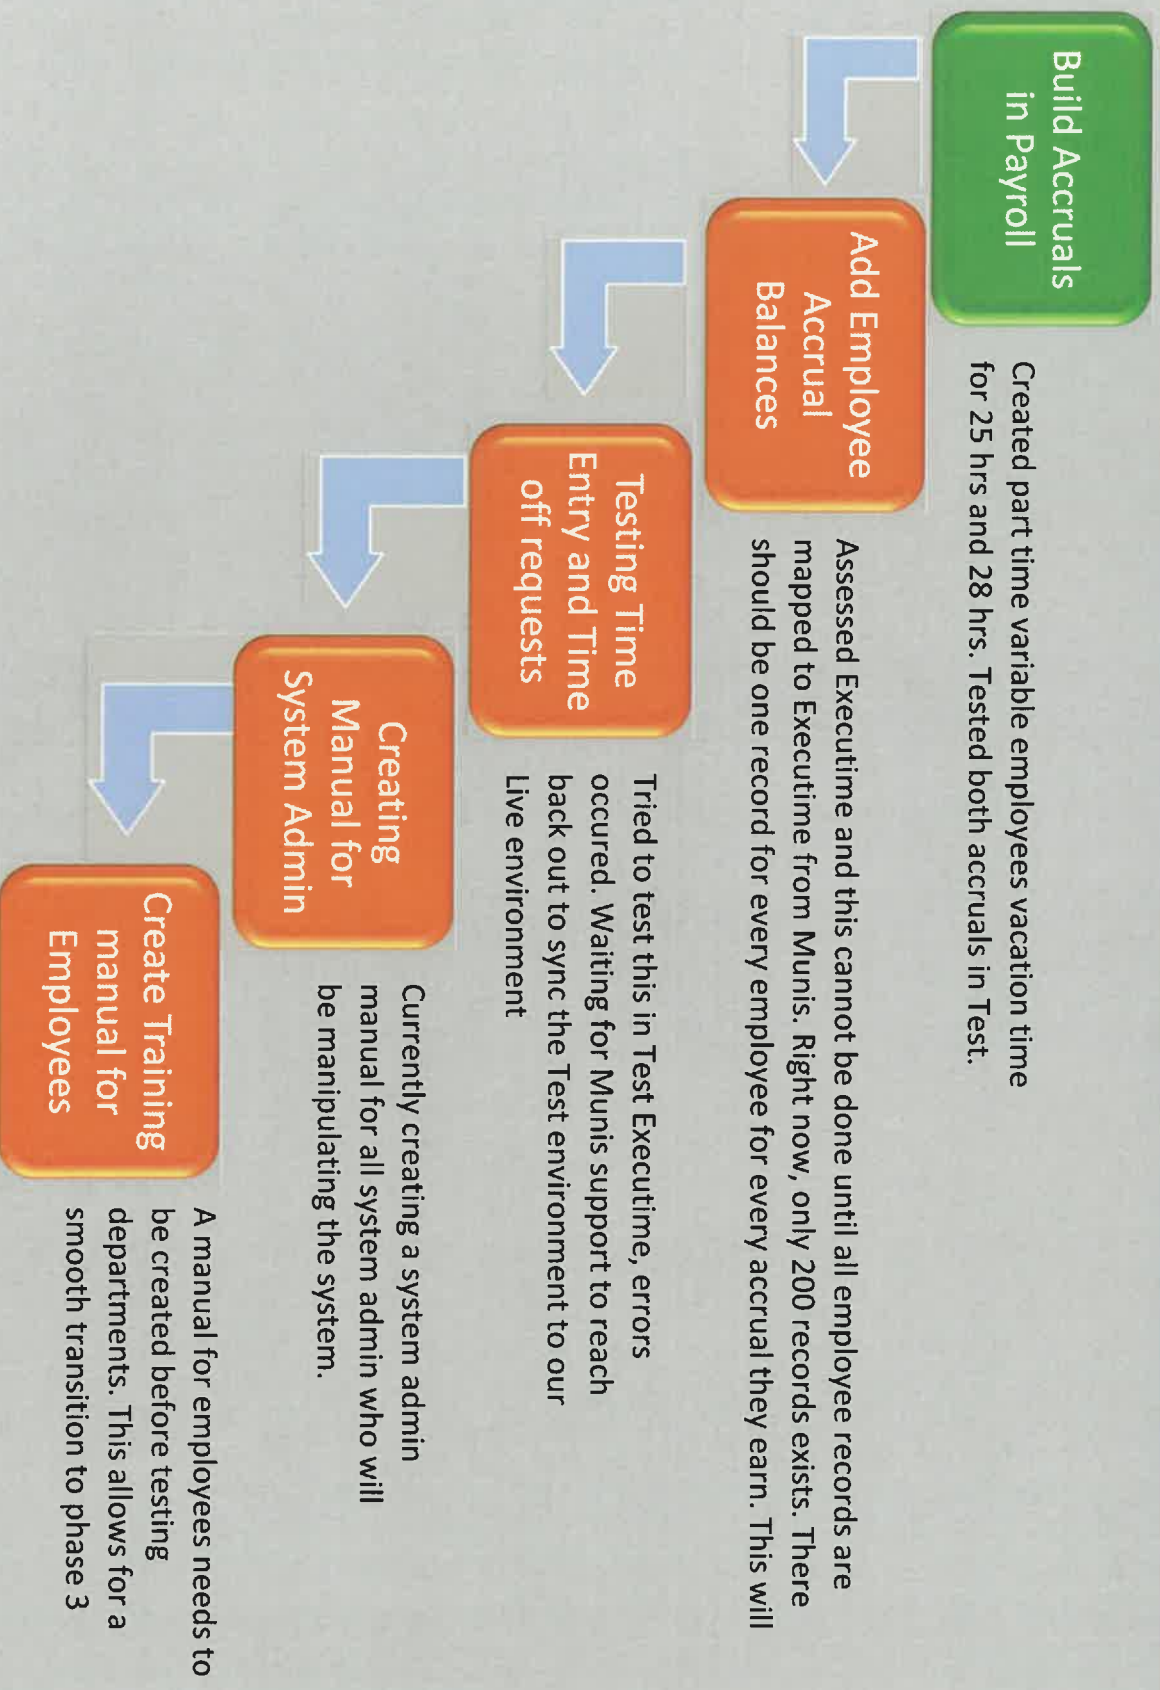 Build Accruals
in Payroll
Created part time variable employees vacation time
for 25 hrs and 28 hrs. Tested both accruals in Test.
Add Employee
Accrual
Balances
Assessed Executime and this cannot be done until all employee records are
mapped to Executime from Munis. Right now, only 200 records exists. There
should be one record for every employee for every accrual they earn. This will
Testing Time
Entry and Time
off requests
Tried to test this in Test Executime, errors
occured. Waiting for Munis support to reach
back out to sync the Test environment to our
Live environment
Creating
Manual for
System Admin
Currently creating a system admin
manual for all system admin who will
be manipulating the system.
Create Training
manual for
Employees
A manual for employees needs to
be created before testing
departments. This allows for a
smooth transition to phase 3